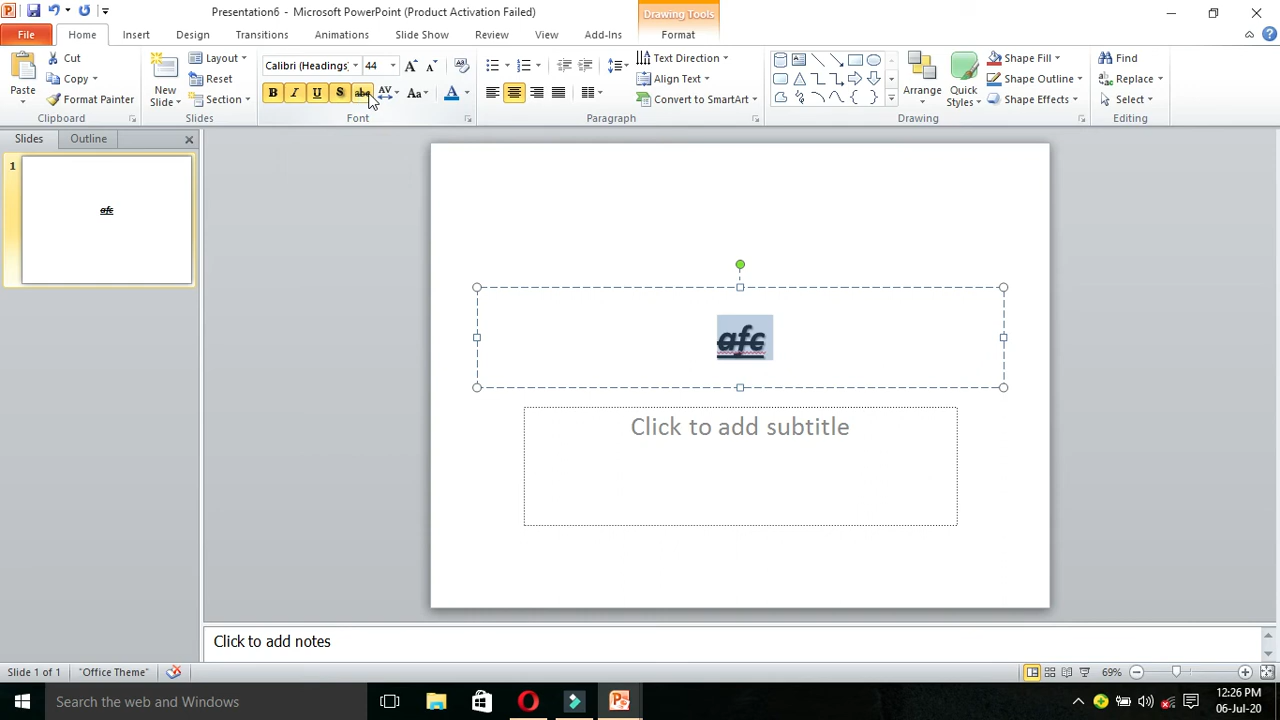 Presentation6 - Microsoft PowerPoint (Product Activation Failed)
Drawing Tools
File Home Insert Design Transitions Animations Slide Show Review View Add-Ins Format
Paste
Cut
Copy
Format Painter
Clipboard
New Slide
Layout
Reset
Section
Slides
Calibri (Headings) 44
B I U S abc AV Aa A
Font
Text Direction
Align Text
Convert to SmartArt
Paragraph
Arrange
Quick Styles
Shape Fill
Shape Outline
Shape Effects
Drawing
Find
Replace
Select
Editing
Slides Outline
1
afc
afc
Click to add subtitle
Click to add notes
Slide 1 of 1 "Office Theme" 69%
Search the web and Windows
12:26 PM
06-Jul-20